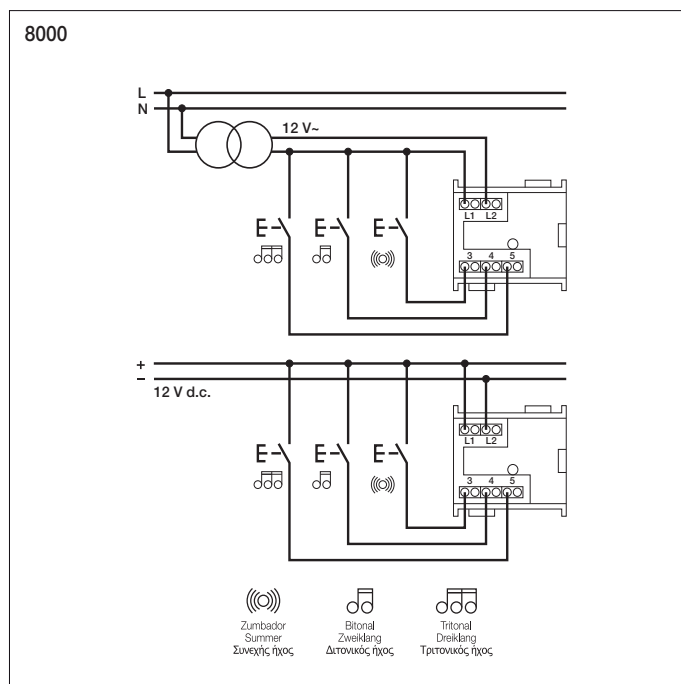 8000
L
N
12 V~
L1 L2
3 4 5
+
−
12 V d.c.
L1 L2
3 4 5
Zumbador
Summer
Συνεχής ήχος
Bitonal
Zweiklang
Διτονικός ήχος
Tritonal
Dreiklang
Τριτονικός ήχος